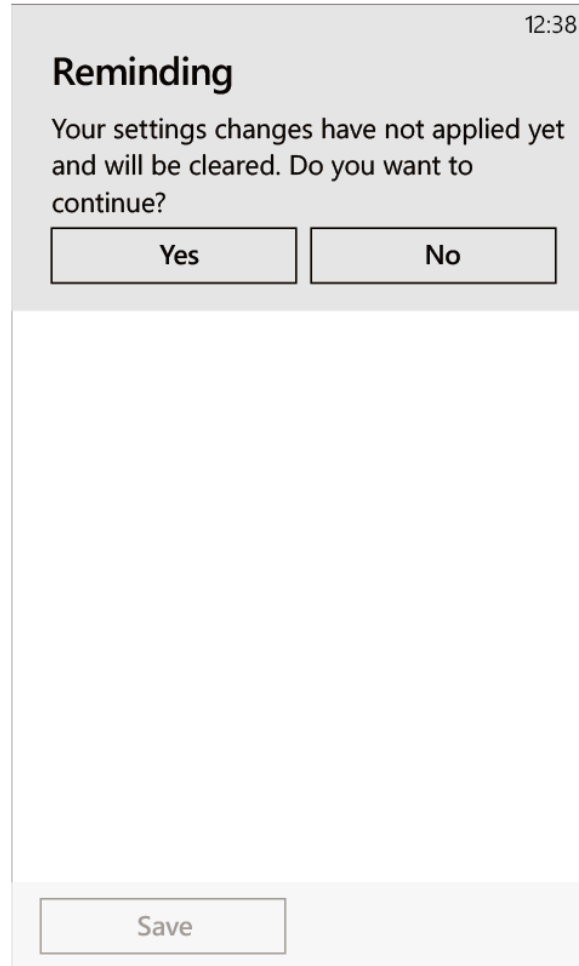 12:38
Reminding
Your settings changes have not applied yet
and will be cleared. Do you want to
continue?
Yes
No
Save